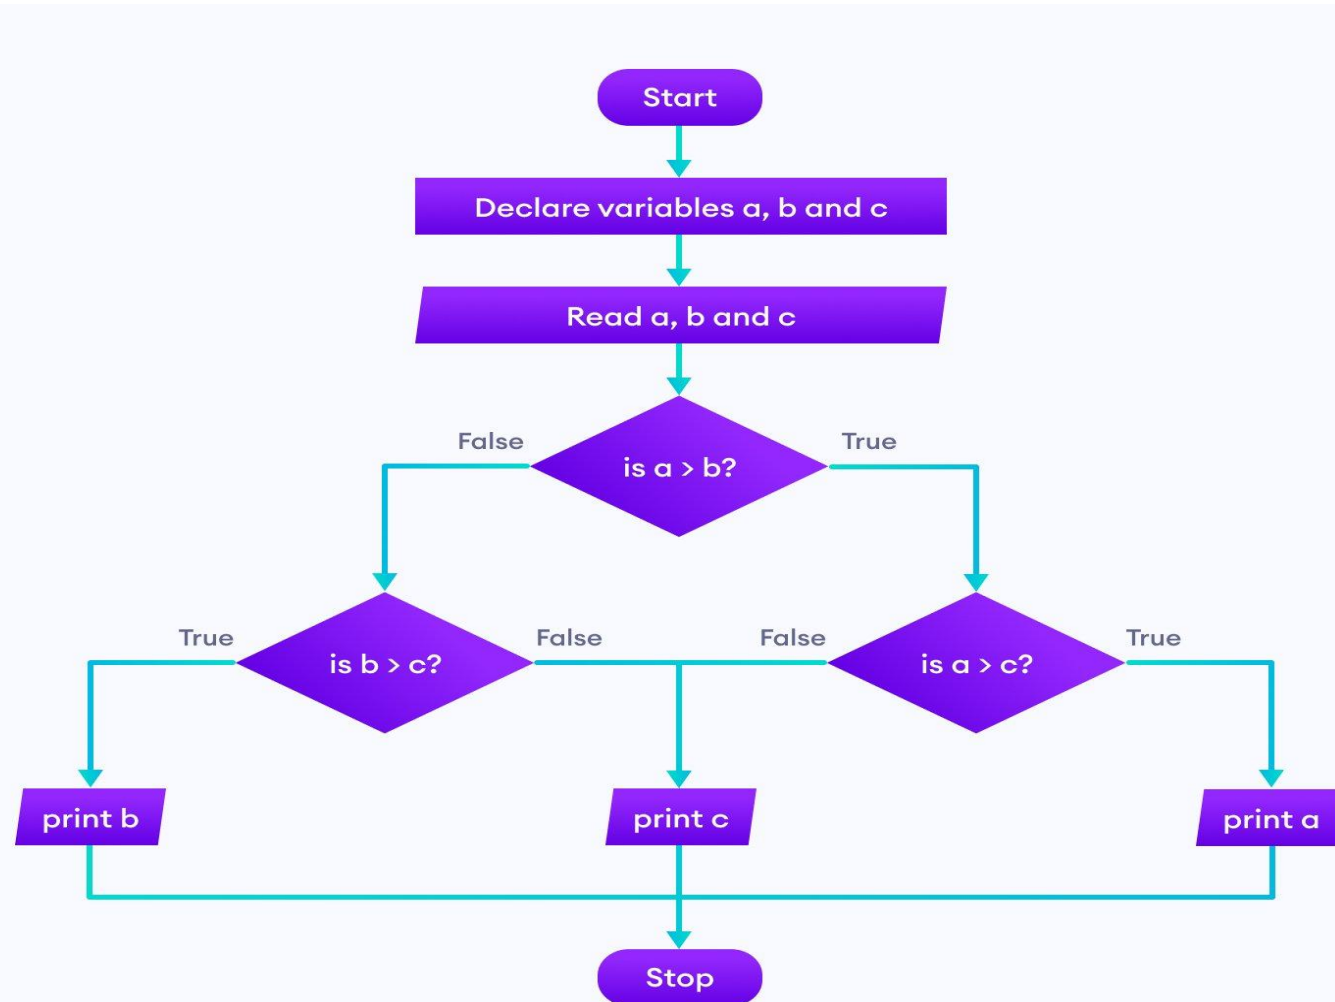 Start
Declare variables a, b and c
Read a, b and c
False
True
is a > b?
True
False
False
True
is b > c?
is a > c?
print b
print c
print a
Stop